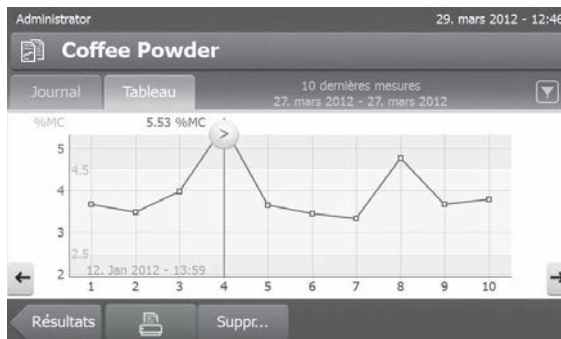 Administrator 29. mars 2012 - 12:46
Coffee Powder
Journal Tableau 10 dernières mesures
27. mars 2012 - 27. mars 2012
%MC 5.53 %MC >
5
4.5
4
3
2.5
12. Jan 2012 - 13:59
2
1 2 3 4 5 6 7 8 9 10
Résultats Suppr...